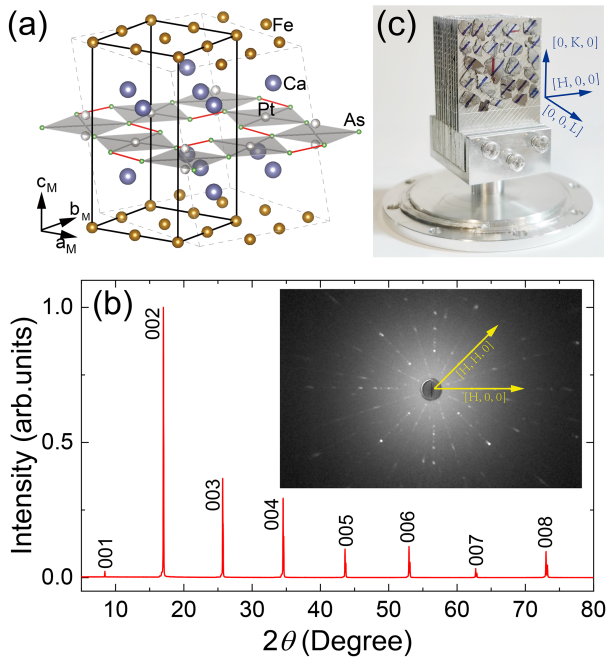 (a)
Fe
Ca
Pt
As
c_M
b_M
a_M
(c)
[0, K, 0]
[H, 0, 0]
[0, 0, L]
(b)
Intensity (arb.units)
1.0
0.5
0.0
001
002
003
004
005
006
007
008
[H, H, 0]
[H, 0, 0]
10 20 30 40 50 60 70 80
2θ (Degree)